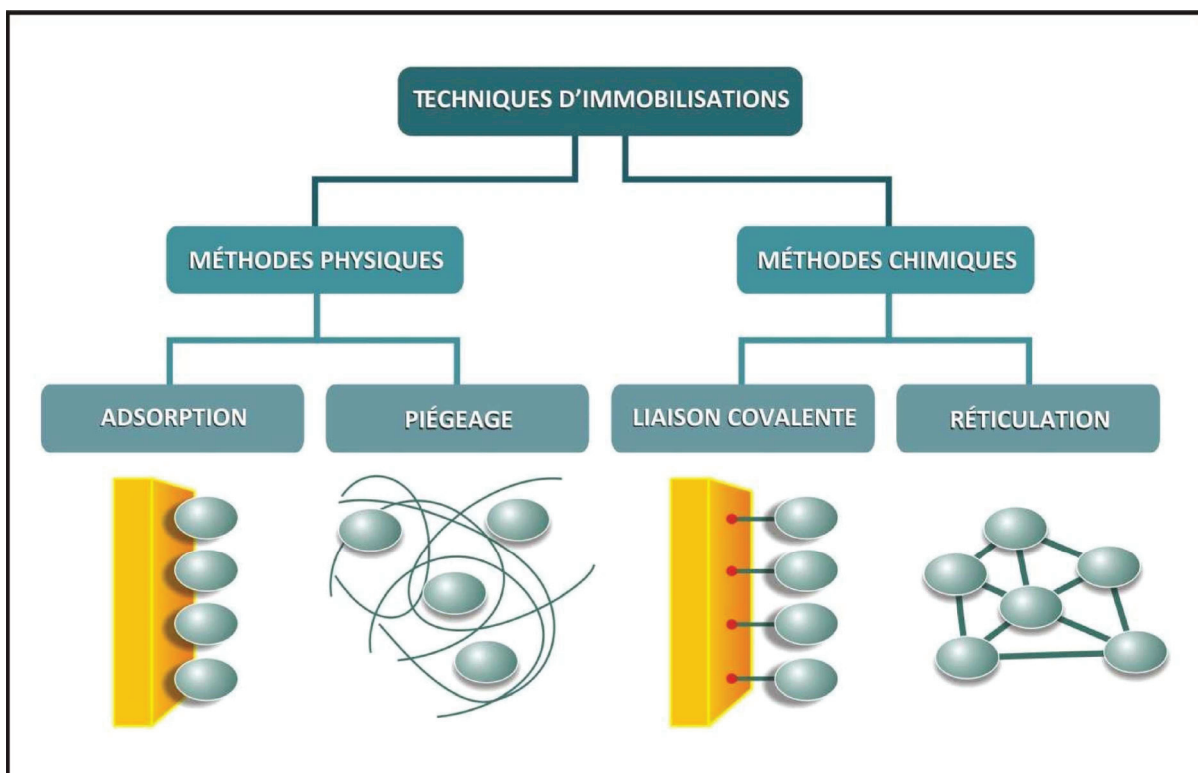 TECHNIQUES D’IMMOBILISATIONS
MÉTHODES PHYSIQUES
MÉTHODES CHIMIQUES
ADSORPTION
PIÉGEAGE
LIAISON COVALENTE
RÉTICULATION